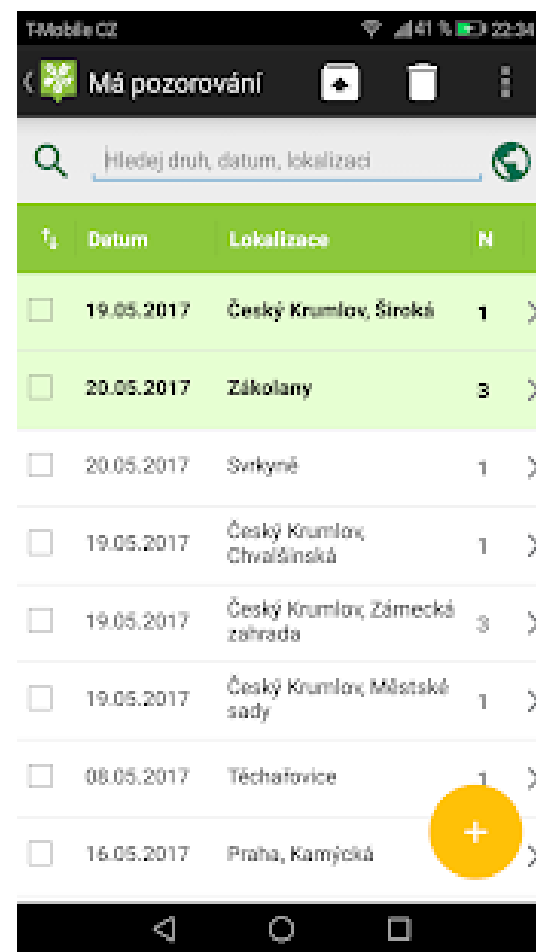 T-Mobile CZ 41 % 22:34
Má pozorování
Hledej druh, datum, lokalizaci
Datum Lokalizace N
19.05.2017 Český Krumlov, Široká 1
20.05.2017 Zákolany 3
20.05.2017 Svrkyně 1
19.05.2017 Český Krumlov,
Chvalšinská 1
19.05.2017 Český Krumlov, Zámecká
zahrada 3
19.05.2017 Český Krumlov, Městské
sady 1
08.05.2017 Těchařovice 1
16.05.2017 Praha, Kamýcká
+